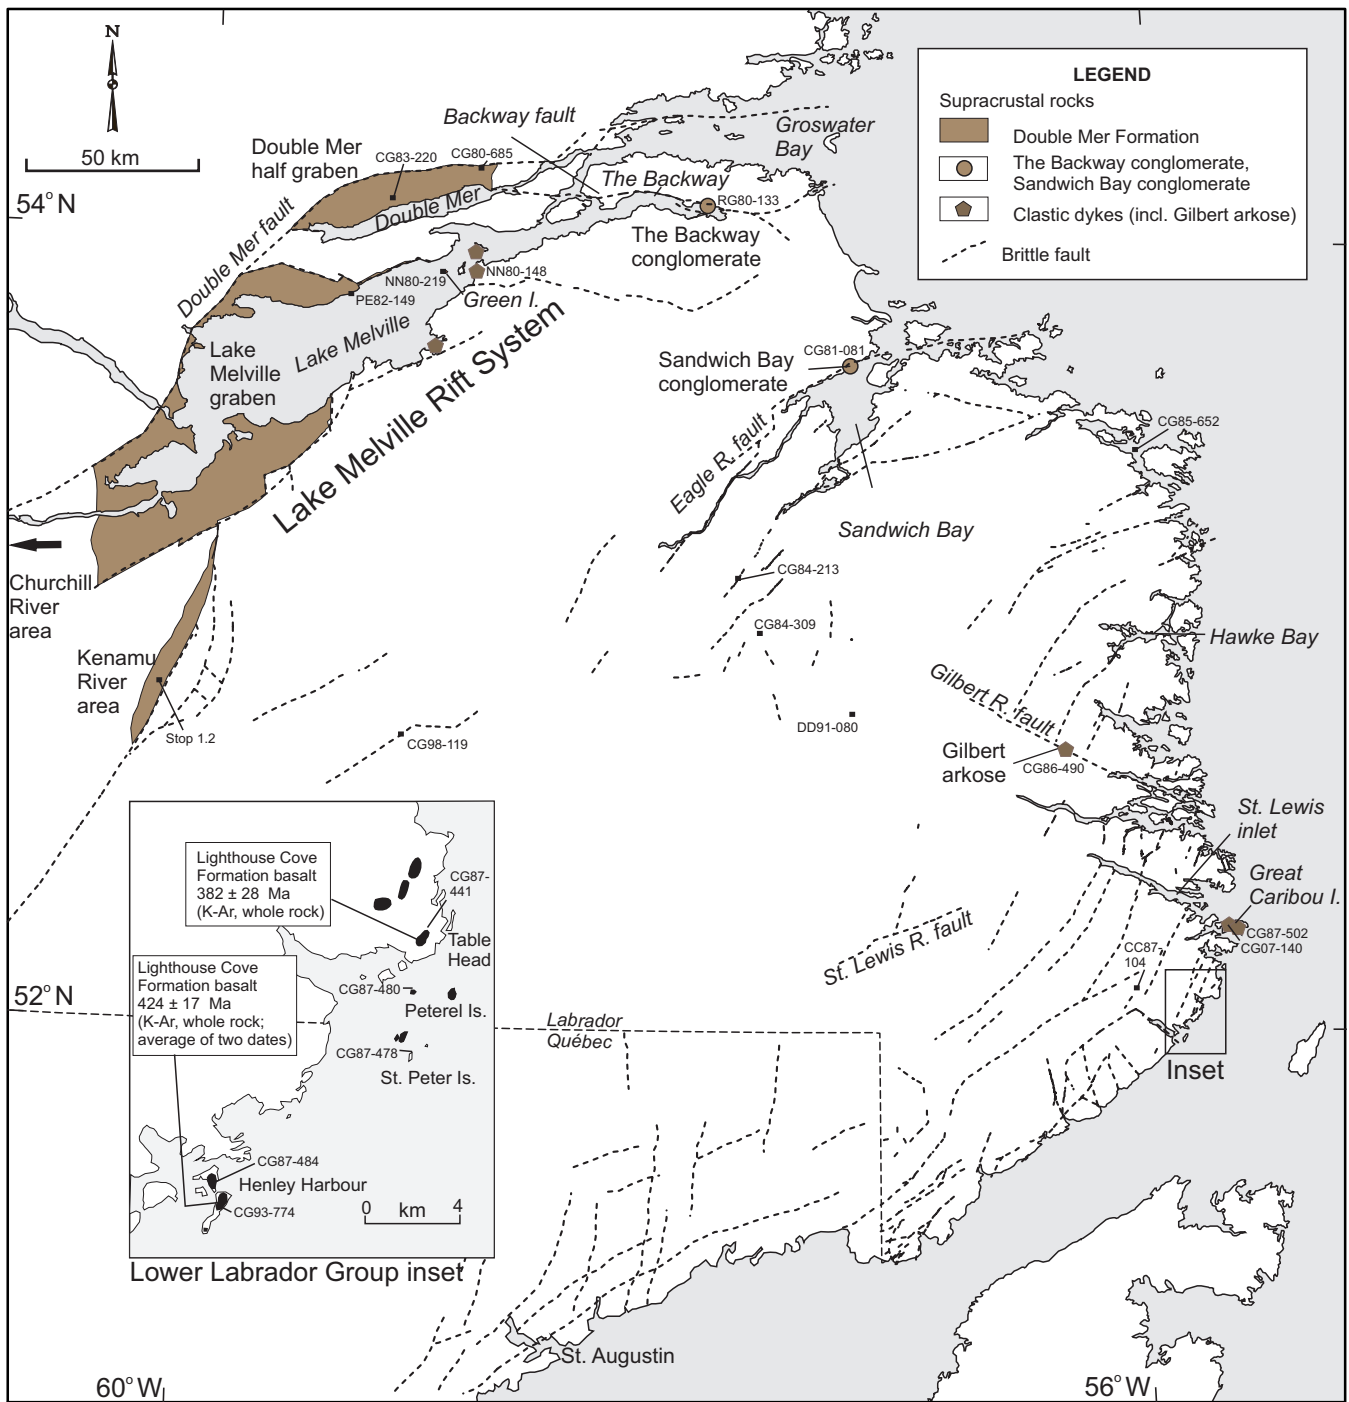 N
50 km
54° N
LEGEND
Supracrustal rocks
Double Mer Formation
The Backway conglomerate,
Sandwich Bay conglomerate
Clastic dykes (incl. Gilbert arkose)
Brittle fault
Backway fault
Groswater
Bay
Double Mer
half graben
CG83-220
CG80-685
The Backway
Double Mer
RG80-133
The Backway
conglomerate
Double Mer fault
NN80-219
NN80-148
PE82-149
Green I.
Lake Melville
Lake
Melville
graben
Lake Melville Rift System
CG81-081
Sandwich Bay
conglomerate
Eagle R. fault
CG85-652
Sandwich Bay
Churchill
River
area
CG84-213
CG84-309
Hawke Bay
Kenamu
River
area
Stop 1.2
CG98-119
DD91-080
Gilbert R. fault
Gilbert
arkose
CG86-490
St. Lewis
inlet
Great
Caribou I.
CG87-502
CG07-140
St. Lewis R. fault
CC87-
104
Inset
52° N
Labrador
Québec
Lighthouse Cove
Formation basalt
382 ± 28 Ma
(K-Ar, whole rock)
CG87-
441
Table
Head
Lighthouse Cove
Formation basalt
424 ± 17 Ma
(K-Ar, whole rock;
average of two dates)
CG87-480
Peterel Is.
CG87-478
St. Peter Is.
CG87-484
Henley Harbour
CG93-774
0 km 4
Lower Labrador Group inset
St. Augustin
60° W
56° W